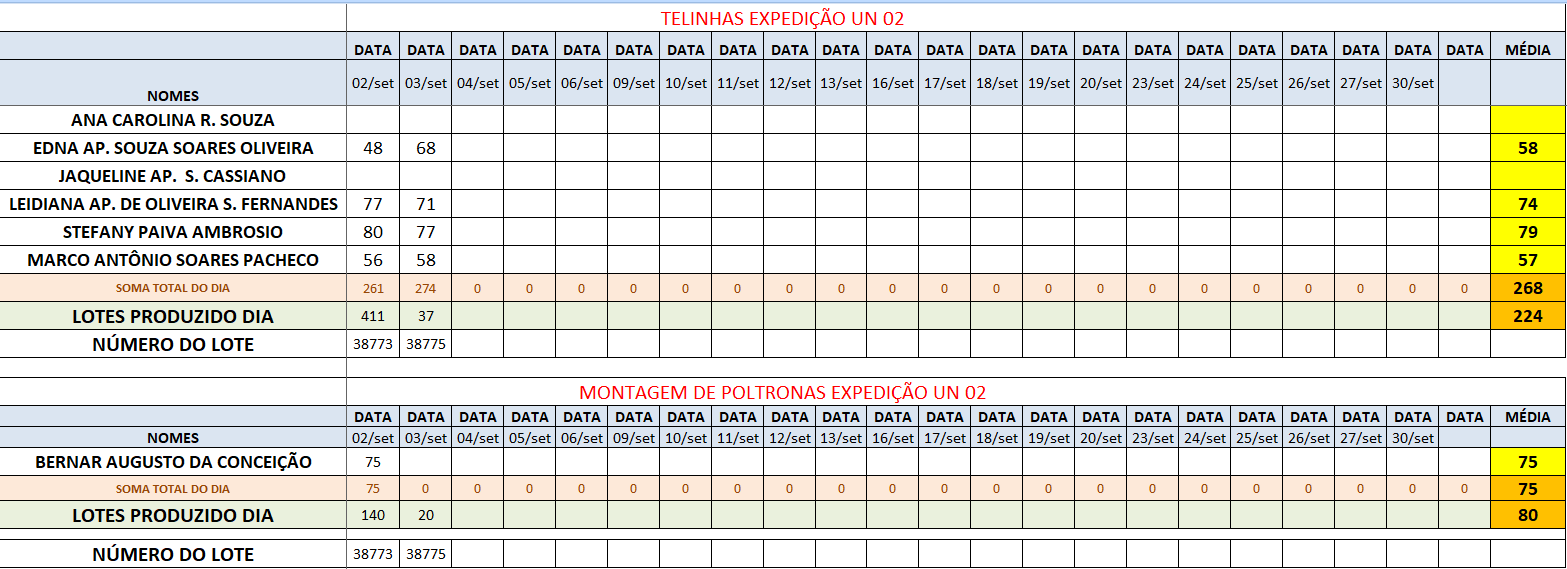 TELINHAS EXPEDIÇÃO UN 02
DATA DATA DATA DATA DATA DATA DATA DATA DATA DATA DATA DATA DATA DATA DATA DATA DATA DATA DATA DATA DATA DATA MÉDIA
NOMES 02/set 03/set 04/set 05/set 06/set 09/set 10/set 11/set 12/set 13/set 16/set 17/set 18/set 19/set 20/set 23/set 24/set 25/set 26/set 27/set 30/set
ANA CAROLINA R. SOUZA
EDNA AP. SOUZA SOARES OLIVEIRA 48 68 58
JAQUELINE AP. S. CASSIANO
LEIDIANA AP. DE OLIVEIRA S. FERNANDES 77 71 74
STEFANY PAIVA AMBROSIO 80 77 79
MARCO ANTÔNIO SOARES PACHECO 56 58 57
SOMA TOTAL DO DIA 261 274 0 0 0 0 0 0 0 0 0 0 0 0 0 0 0 0 0 0 0 0 268
LOTES PRODUZIDO DIA 411 37 224
NÚMERO DO LOTE 38773 38775
MONTAGEM DE POLTRONAS EXPEDIÇÃO UN 02
DATA DATA DATA DATA DATA DATA DATA DATA DATA DATA DATA DATA DATA DATA DATA DATA DATA DATA DATA DATA DATA DATA MÉDIA
NOMES 02/set 03/set 04/set 05/set 06/set 09/set 10/set 11/set 12/set 13/set 16/set 17/set 18/set 19/set 20/set 23/set 24/set 25/set 26/set 27/set 30/set
BERNAR AUGUSTO DA CONCEIÇÃO 75 75
SOMA TOTAL DO DIA 75 0 0 0 0 0 0 0 0 0 0 0 0 0 0 0 0 0 0 0 0 0 75
LOTES PRODUZIDO DIA 140 20 80
NÚMERO DO LOTE 38773 38775